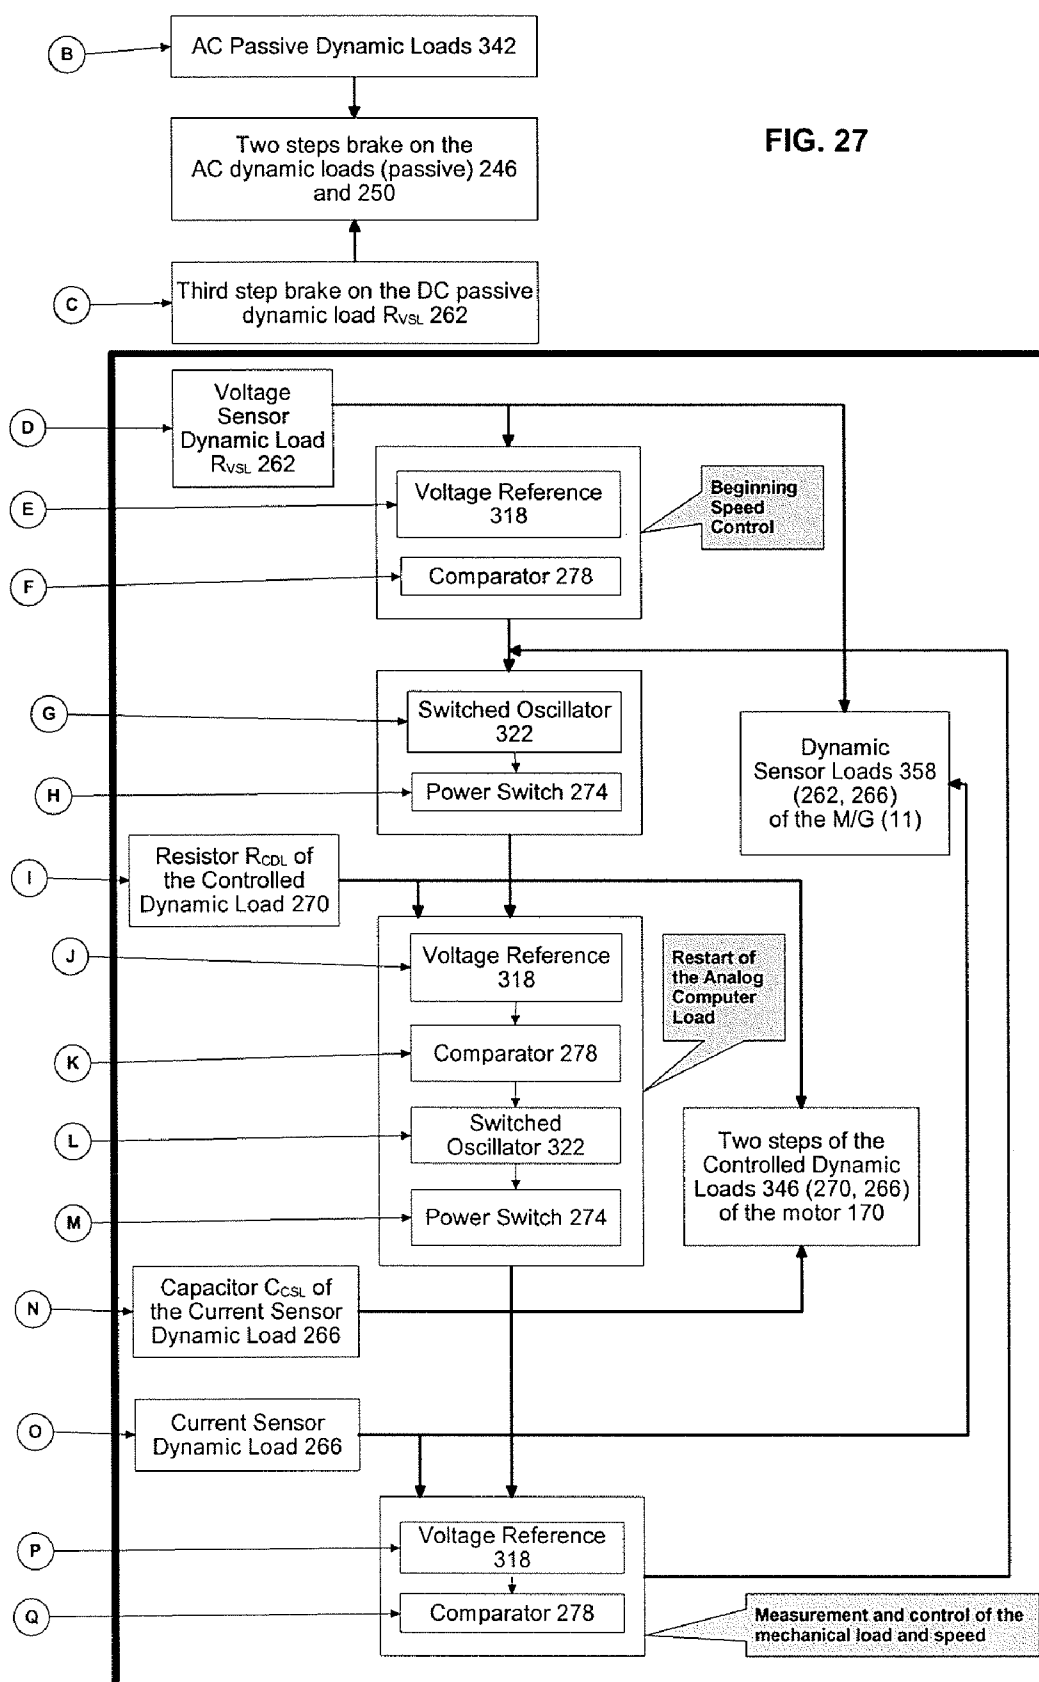 B
AC Passive Dynamic Loads 342
FIG. 27
Two steps brake on the
AC dynamic loads (passive) 246
and 250
C
Third step brake on the DC passive
dynamic load RVSL 262
D
Voltage
Sensor
Dynamic Load
RVSL 262
E
Voltage Reference
318
Beginning
Speed
Control
F
Comparator 278
G
Switched Oscillator
322
H
Power Switch 274
Dynamic
Sensor Loads 358
(262, 266)
of the M/G (11)
I
Resistor RCDL of
the Controlled
Dynamic Load 270
J
Voltage Reference
318
Restart of
the Analog
Computer
Load
K
Comparator 278
L
Switched
Oscillator 322
M
Power Switch 274
Two steps of the
Controlled Dynamic
Loads 346 (270, 266)
of the motor 170
N
Capacitor CCSL of
the Current Sensor
Dynamic Load 266
O
Current Sensor
Dynamic Load 266
P
Voltage Reference
318
Q
Comparator 278
Measurement and control of the
mechanical load and speed